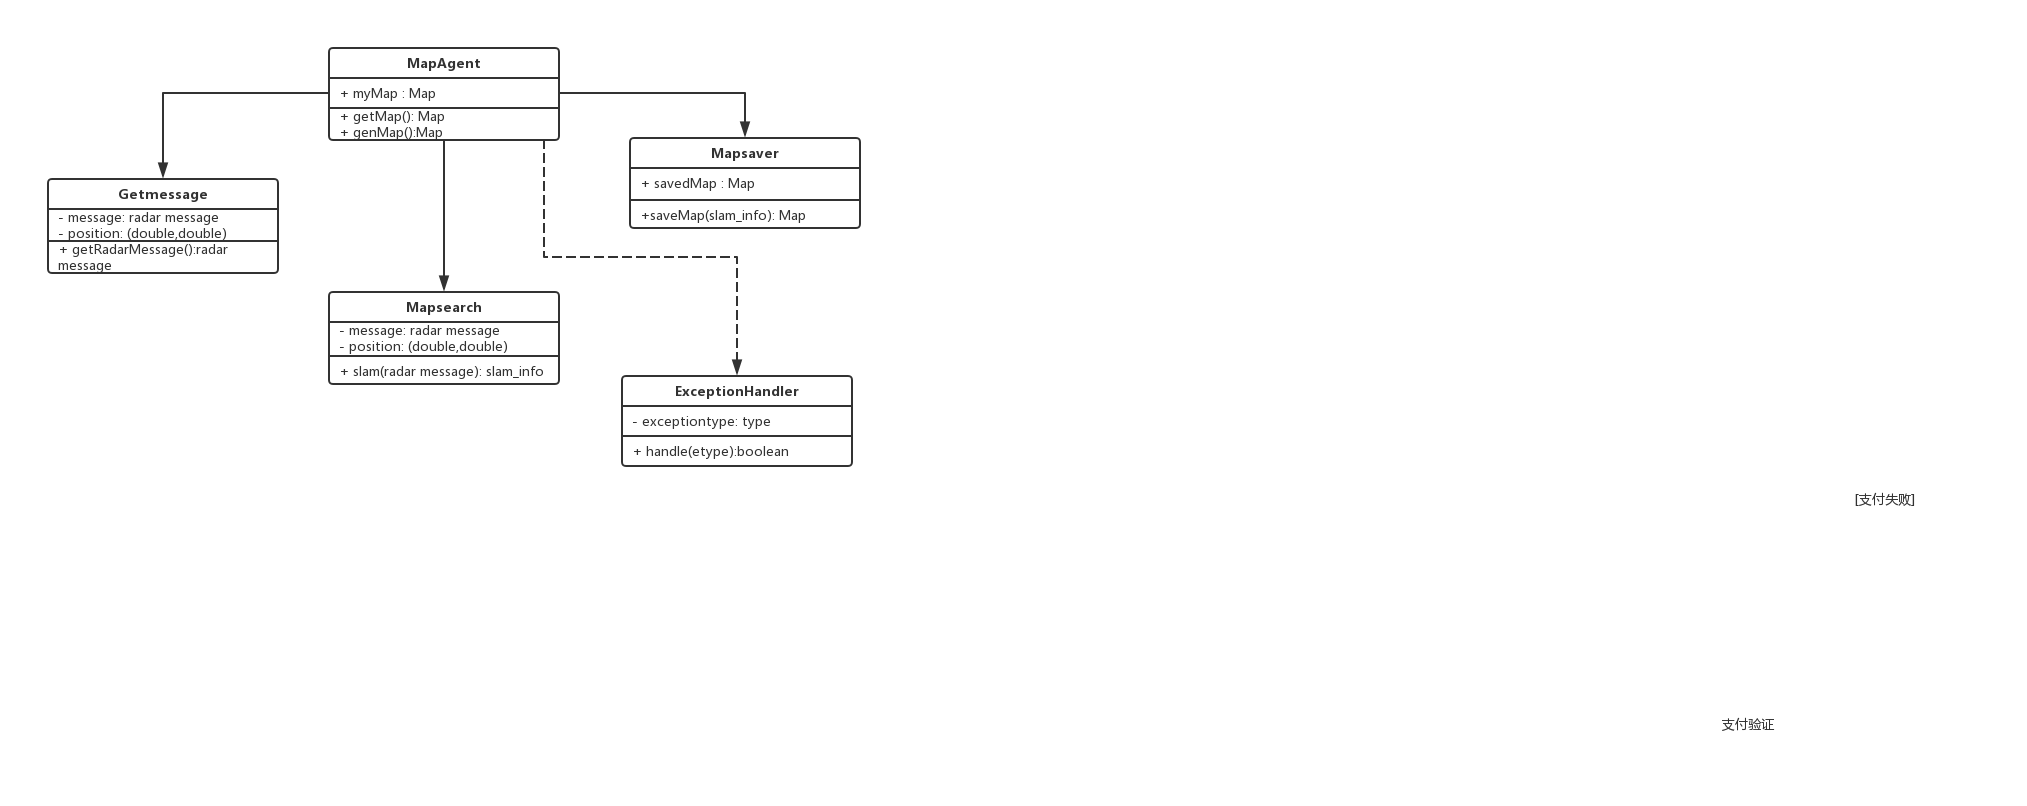 MapAgent
+ myMap : Map
+ getMap(): Map
+ genMap():Map
Getmessage
- message: radar message
- position: (double,double)
+ getRadarMessage():radar
message
Mapsaver
+ savedMap : Map
+saveMap(slam_info): Map
Mapsearch
- message: radar message
- position: (double,double)
+ slam(radar message): slam_info
ExceptionHandler
- exceptiontype: type
+ handle(etype):boolean
[支付失败]
支付验证